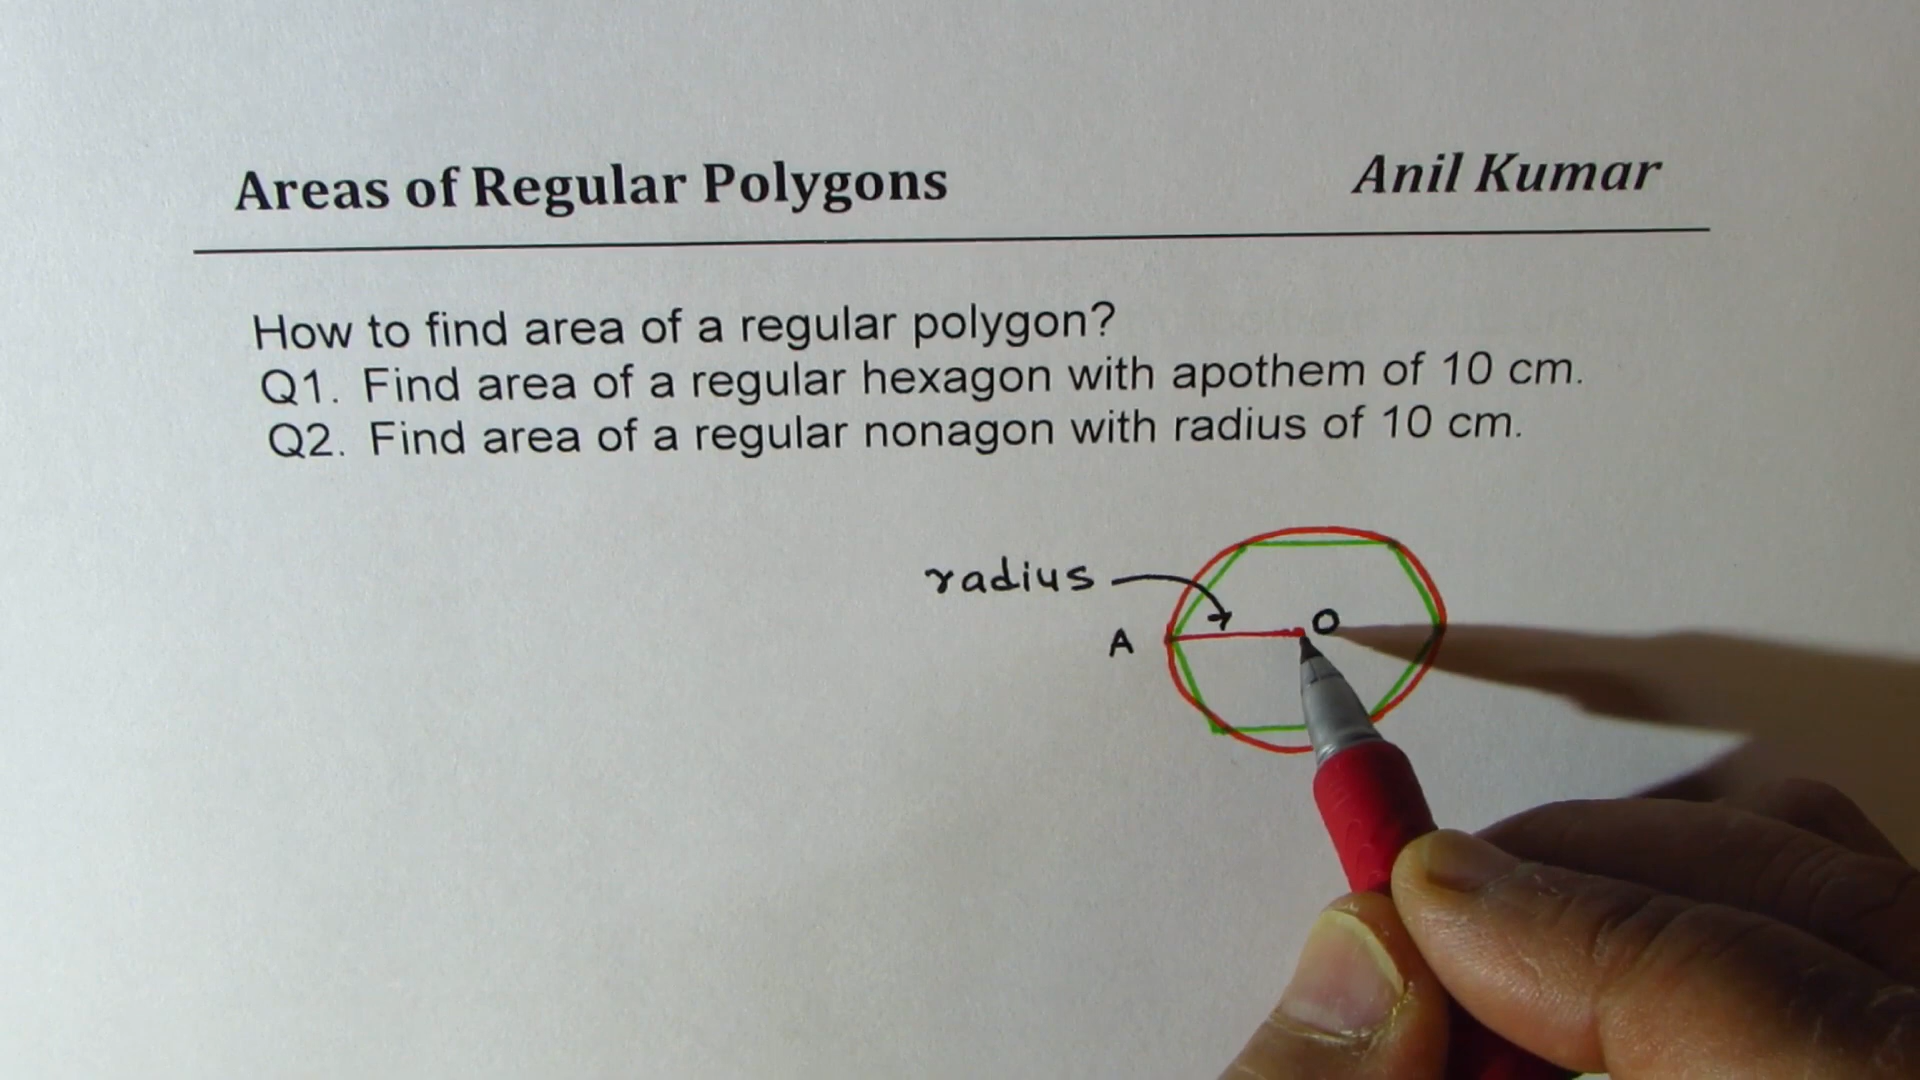 Areas of Regular Polygons
Anil Kumar
How to find area of a regular polygon?
Q1. Find area of a regular hexagon with apothem of 10 cm.
Q2. Find area of a regular nonagon with radius of 10 cm.
radius
A
O